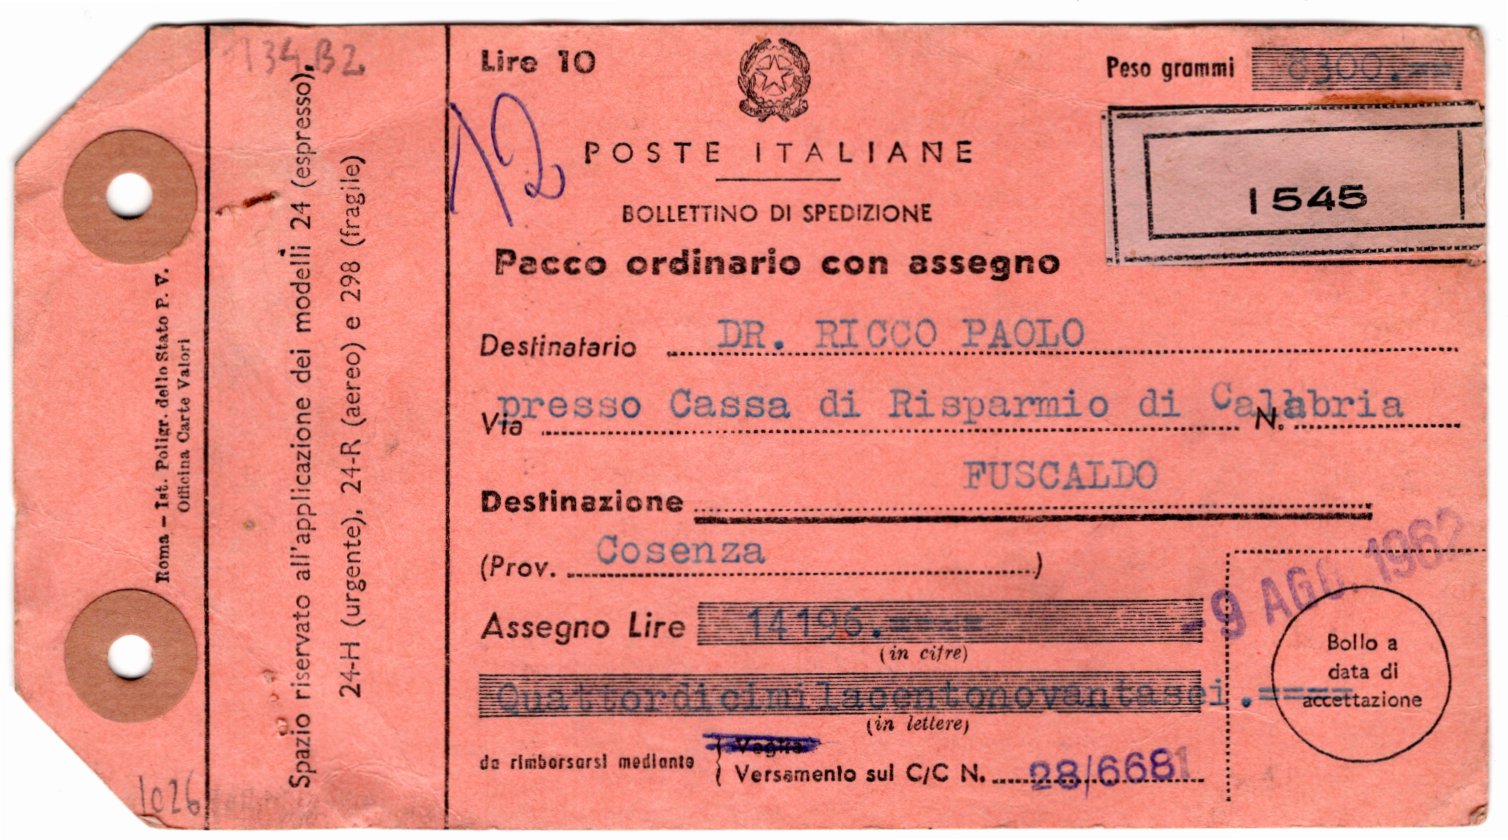 134.B2
Lire 10
Peso grammi 6300.==
12
POSTE ITALIANE
1545
BOLLETTINO DI SPEDIZIONE
Pacco ordinario con assegno
Destinatario DR. RICCO PAOLO
Via presso Cassa di Risparmio di Calabria N.
Destinazione FUSCALDO
(Prov. Cosenza )
-9 AGO. 1962
Assegno Lire 14196.====
(in cifre)
Quattordicimilacentonovantasei.====
(in lettere)
da rimborsarsi mediante
Vaglia
Versamento sul C/C N. 28/6681
Bollo a
data di
accettazione
Spazio riservato all'applicazione dei modelli 24 (espresso),
24-H (urgente), 24-R (aereo) e 298 (fragile)
Roma - Ist. Poligr. dello Stato P. V.
Officina Carte Valori
1026